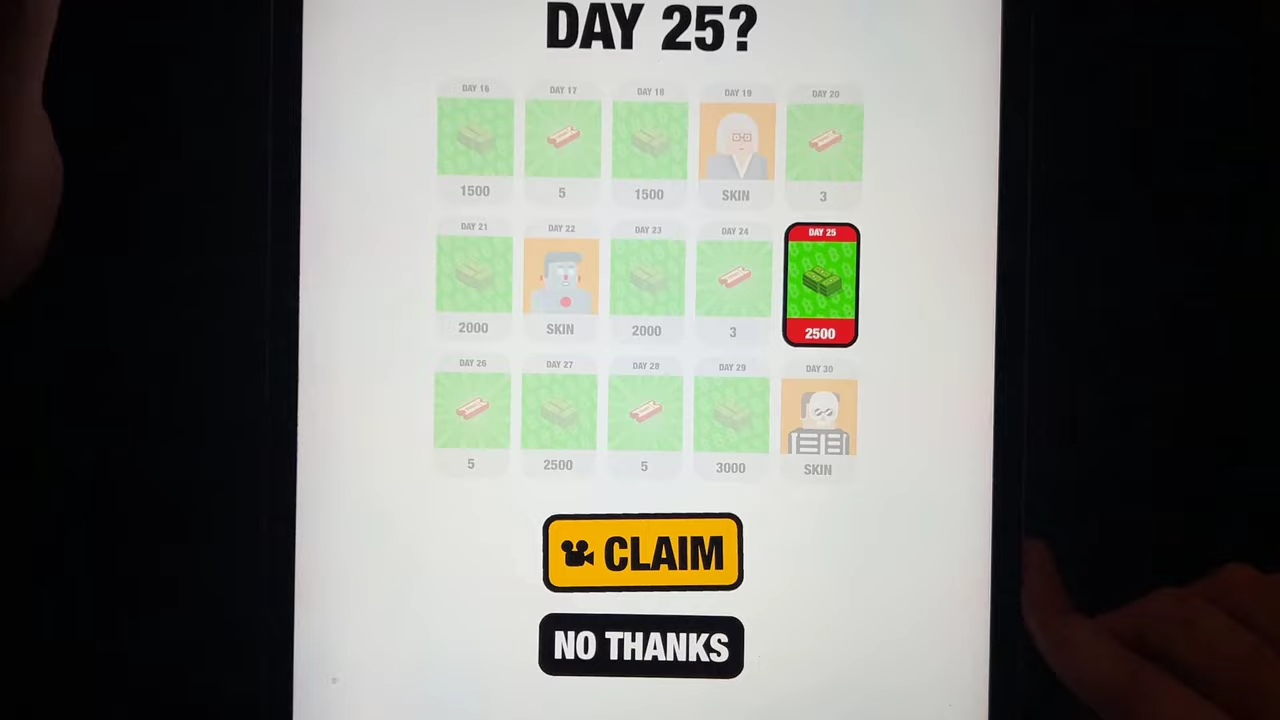 DAY 25?
DAY 16 DAY 17 DAY 18 DAY 19 DAY 20
1500 5 1500 SKIN 3
DAY 21 DAY 22 DAY 23 DAY 24 DAY 25
2000 SKIN 2000 3 2500
DAY 26 DAY 27 DAY 28 DAY 29 DAY 30
5 2500 5 3000 SKIN
CLAIM
NO THANKS